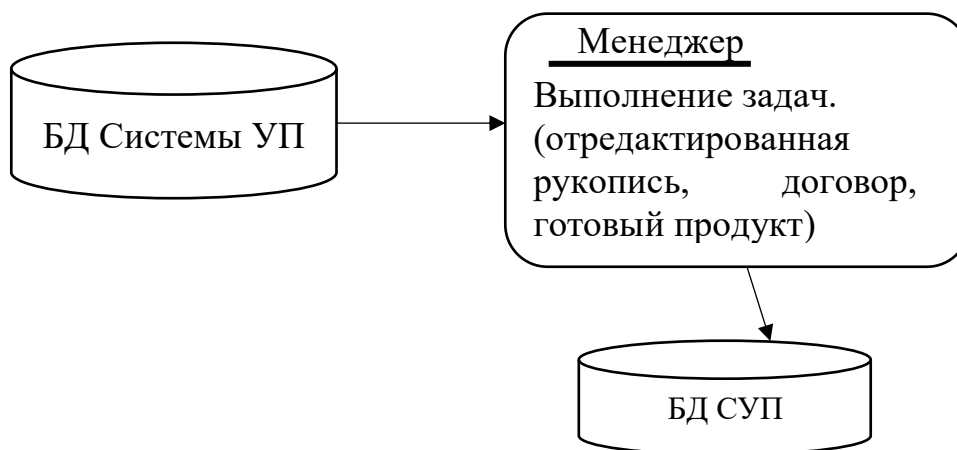 Менеджер
БД Системы УП
Выполнение задач.
(отредактированная
рукопись, договор,
готовый продукт)
БД СУП